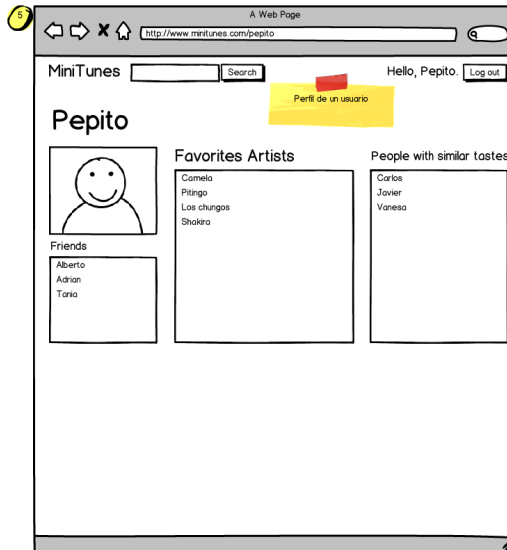 5
A Web Page
http://www.minitunes.com/pepito
MiniTunes
Search
Hello, Pepito.
Log out
Perfil de un usuario
Pepito
Favorites Artists
Camela
Pitingo
Los chungos
Shakira
People with similar tastes
Carlos
Javier
Vanesa
Friends
Alberto
Adrian
Tania